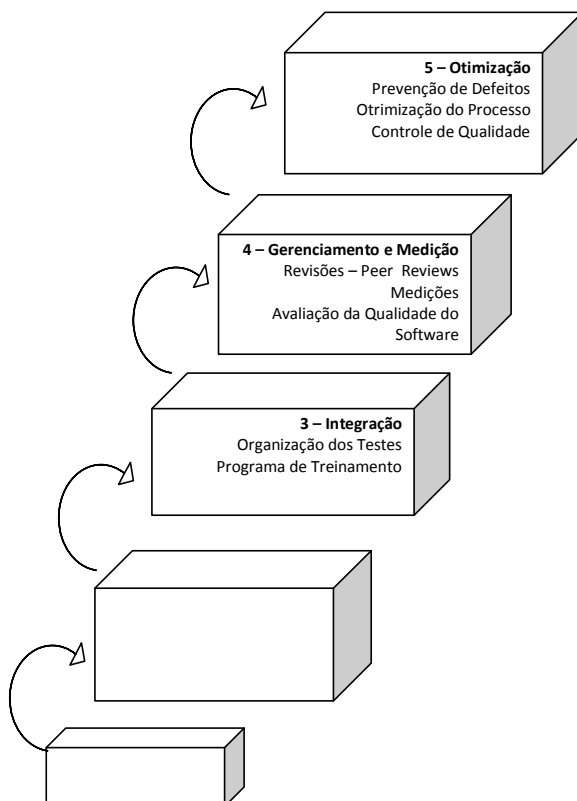 5 – Otimização
Prevenção de Defeitos
Otrimização do Processo
Controle de Qualidade
4 – Gerenciamento e Medição
Revisões – Peer Reviews
Medições
Avaliação da Qualidade do
Software
3 – Integração
Organização dos Testes
Programa de Treinamento